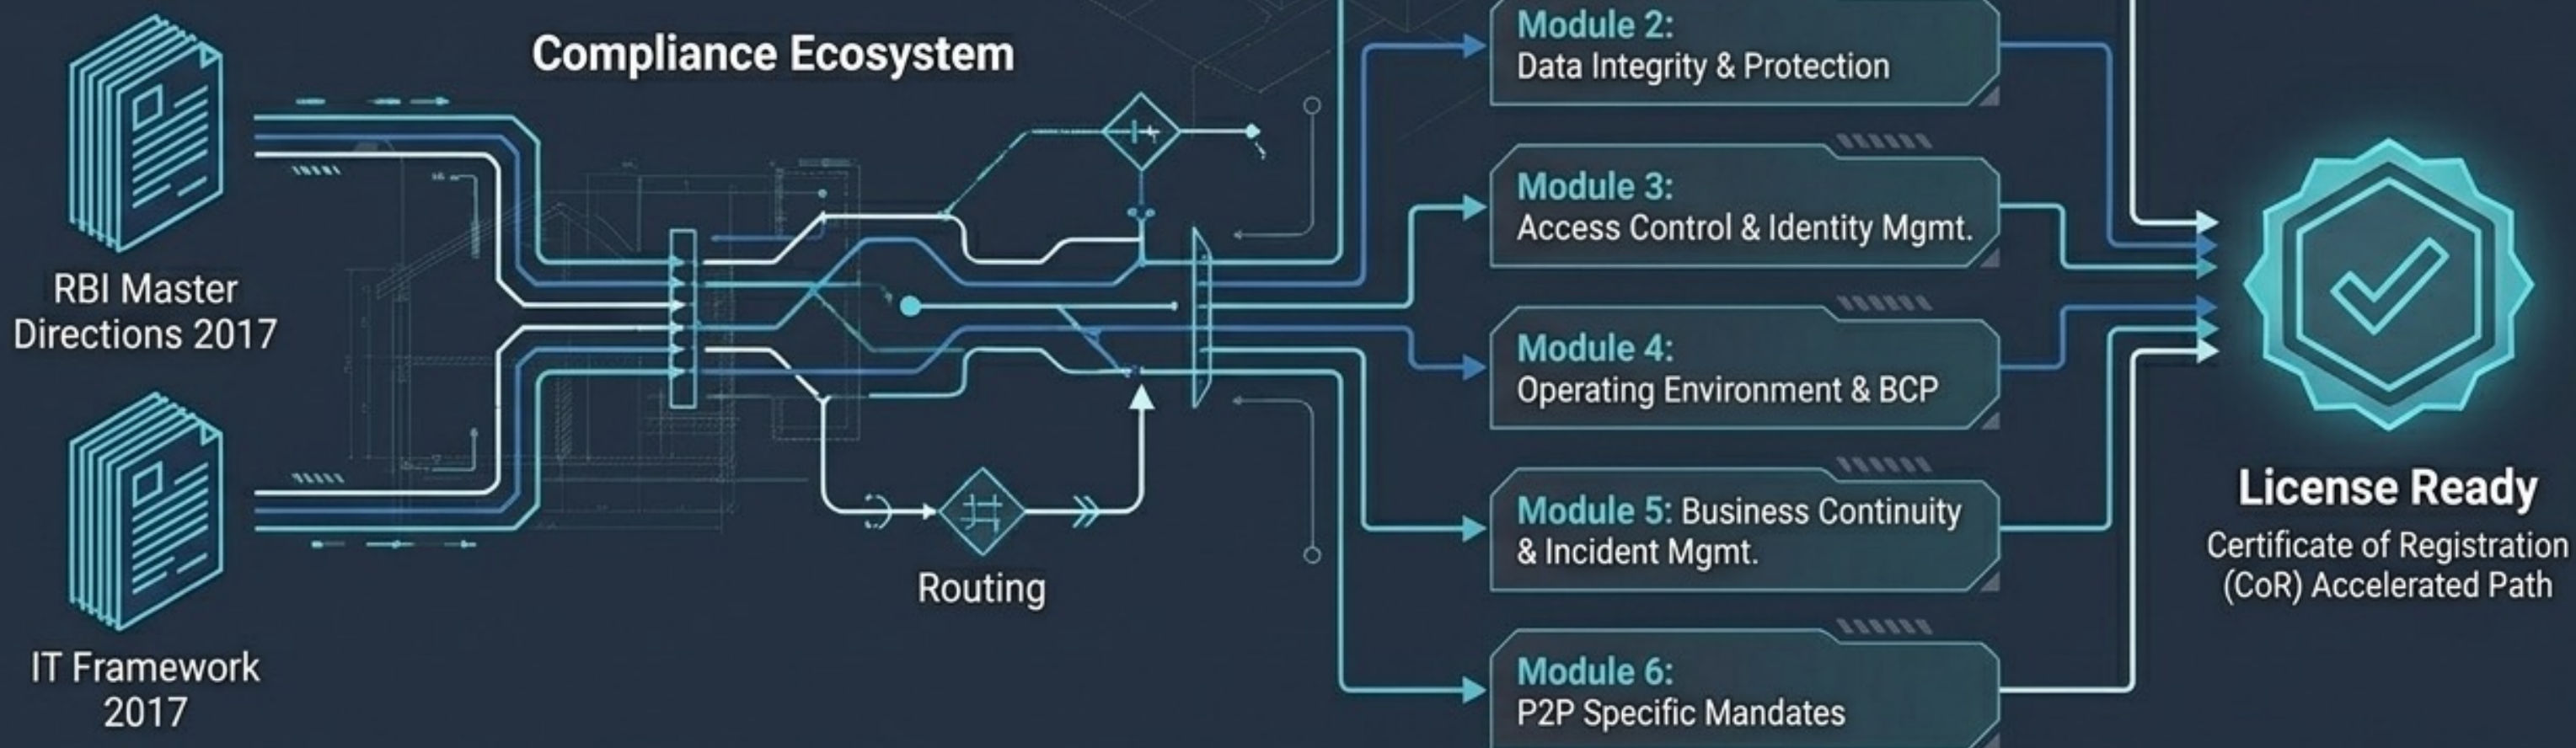 Compliance Ecosystem
RBI Master
Directions 2017
IT Framework
2017
Routing
Module 2:
Data Integrity & Protection
Module 3:
Access Control & Identity Mgmt.
Module 4:
Operating Environment & BCP
Module 5: Business Continuity
& Incident Mgmt.
Module 6:
P2P Specific Mandates
License Ready
Certificate of Registration
(CoR) Accelerated Path